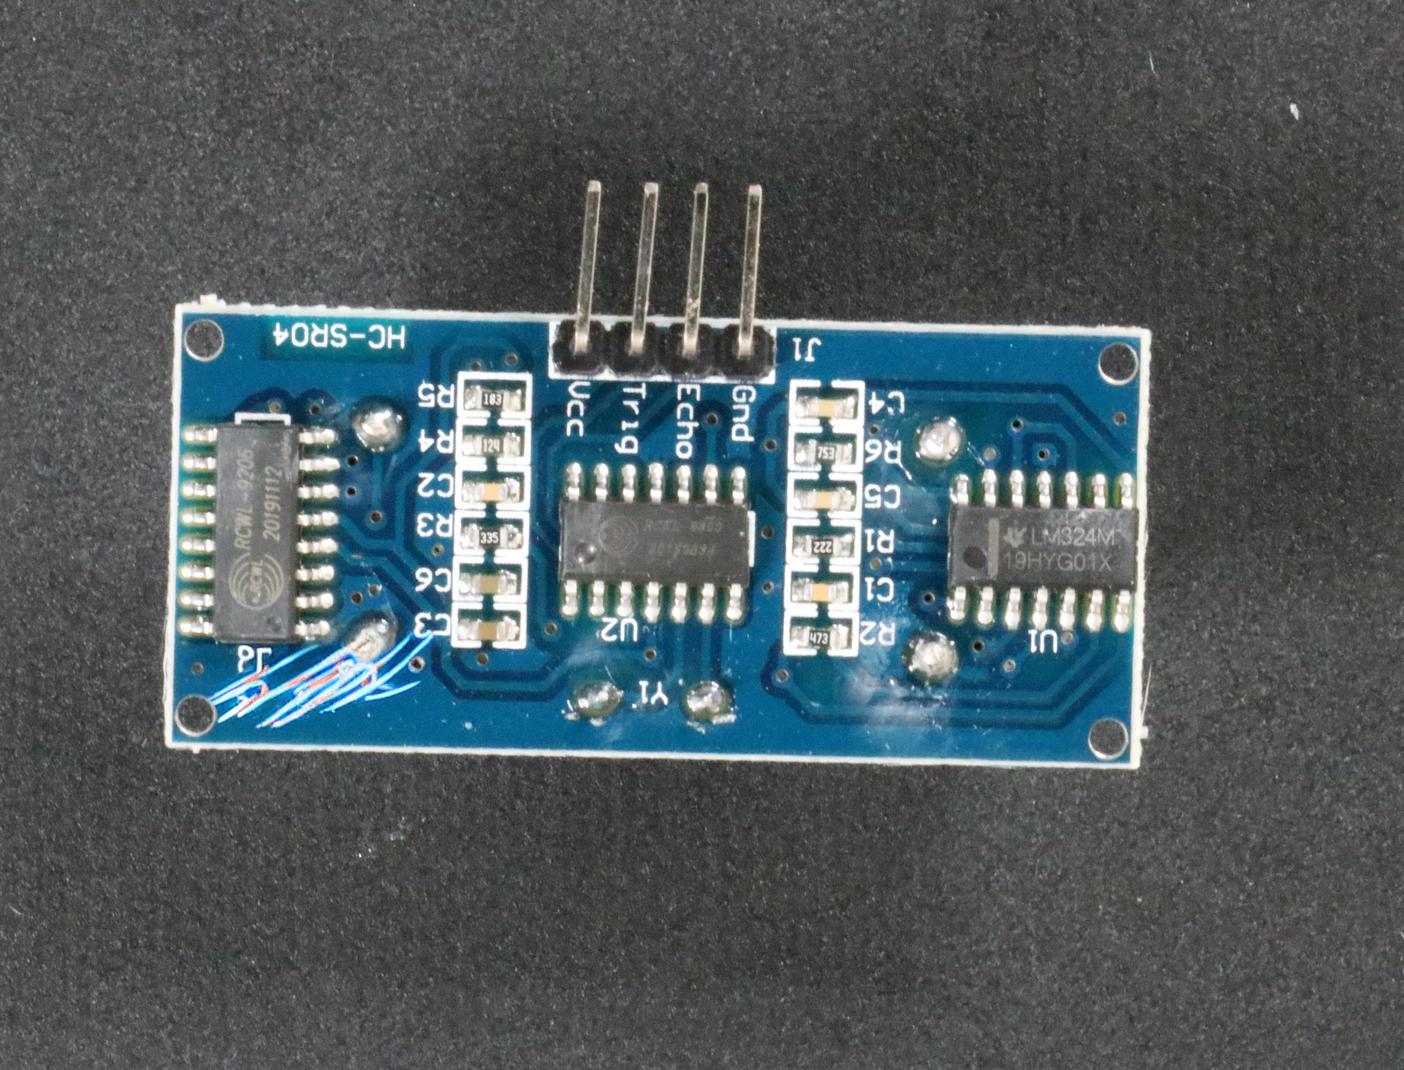 HC-SR04
J1
Vcc
Trig
Echo
Gnd
R5
183
R4
124
C2
R3
335
C6
C3
C4
R6
753
C5
R1
222
C1
R2
473
RCWL-9206
20191112
RCWL
U2
Y1
LM324M
19HYG01X
U1